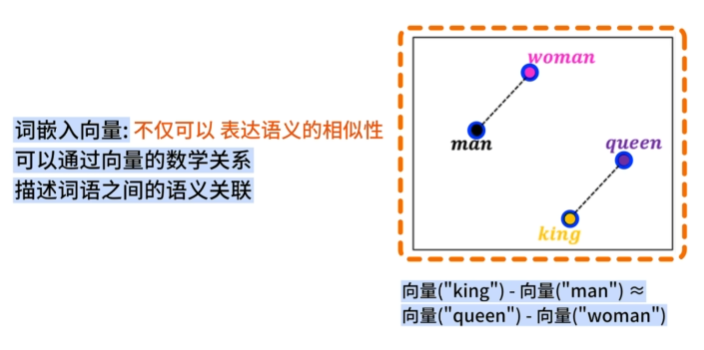 词嵌入向量: 不仅可以 表达语义的相似性
可以通过向量的数学关系
描述词语之间的语义关联
woman
man
queen
king
向量("king") - 向量("man") ≈
向量("queen") - 向量("woman")